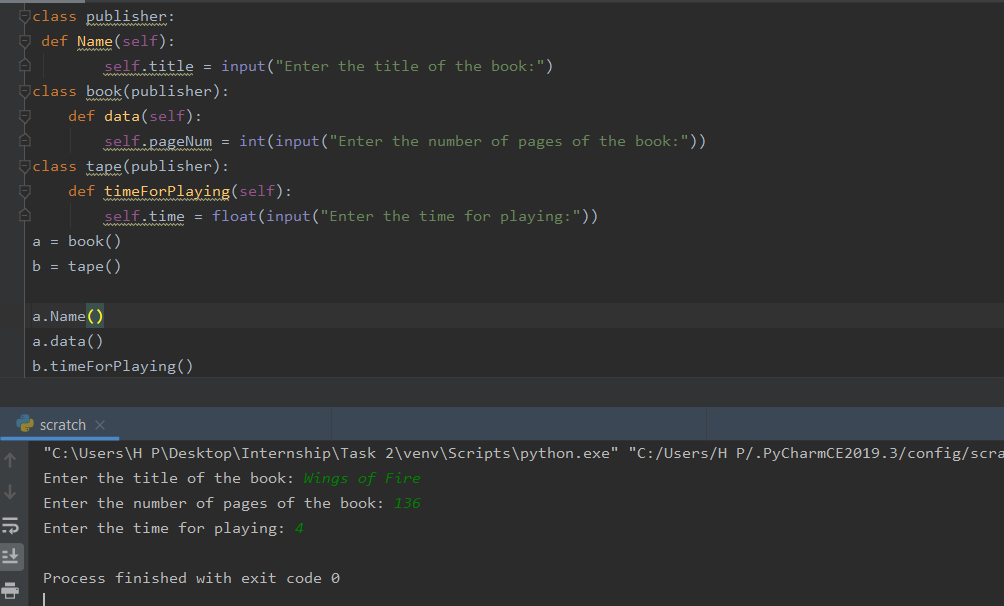 class publisher:
 def Name(self):
        self.title = input("Enter the title of the book:")
class book(publisher):
    def data(self):
        self.pageNum = int(input("Enter the number of pages of the book:"))
class tape(publisher):
    def timeForPlaying(self):
        self.time = float(input("Enter the time for playing:"))
a = book()
b = tape()

a.Name()
a.data()
b.timeForPlaying()
scratch
"C:\Users\H P\Desktop\Internship\Task 2\venv\Scripts\python.exe" "C:/Users/H P/.PyCharmCE2019.3/config/scra
Enter the title of the book: Wings of Fire
Enter the number of pages of the book: 136
Enter the time for playing: 4

Process finished with exit code 0